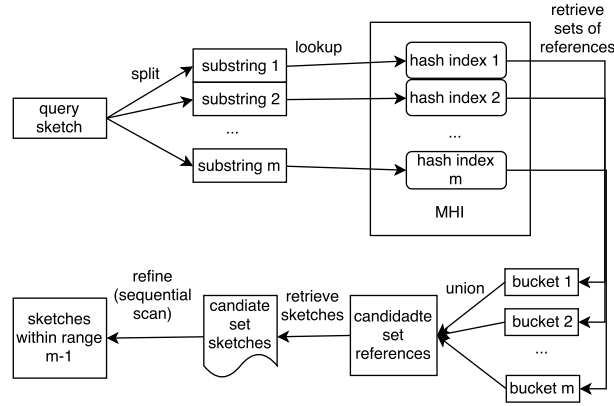 retrieve
sets of
references
lookup
split
query
sketch
substring 1
substring 2
...
substring m
hash index 1
hash index 2
...
hash index
m
MHI
bucket 1
bucket 2
...
bucket m
union
candidadte
set
references
retrieve
sketches
candiate
set
sketches
refine
(sequential
scan)
sketches
within range
m-1